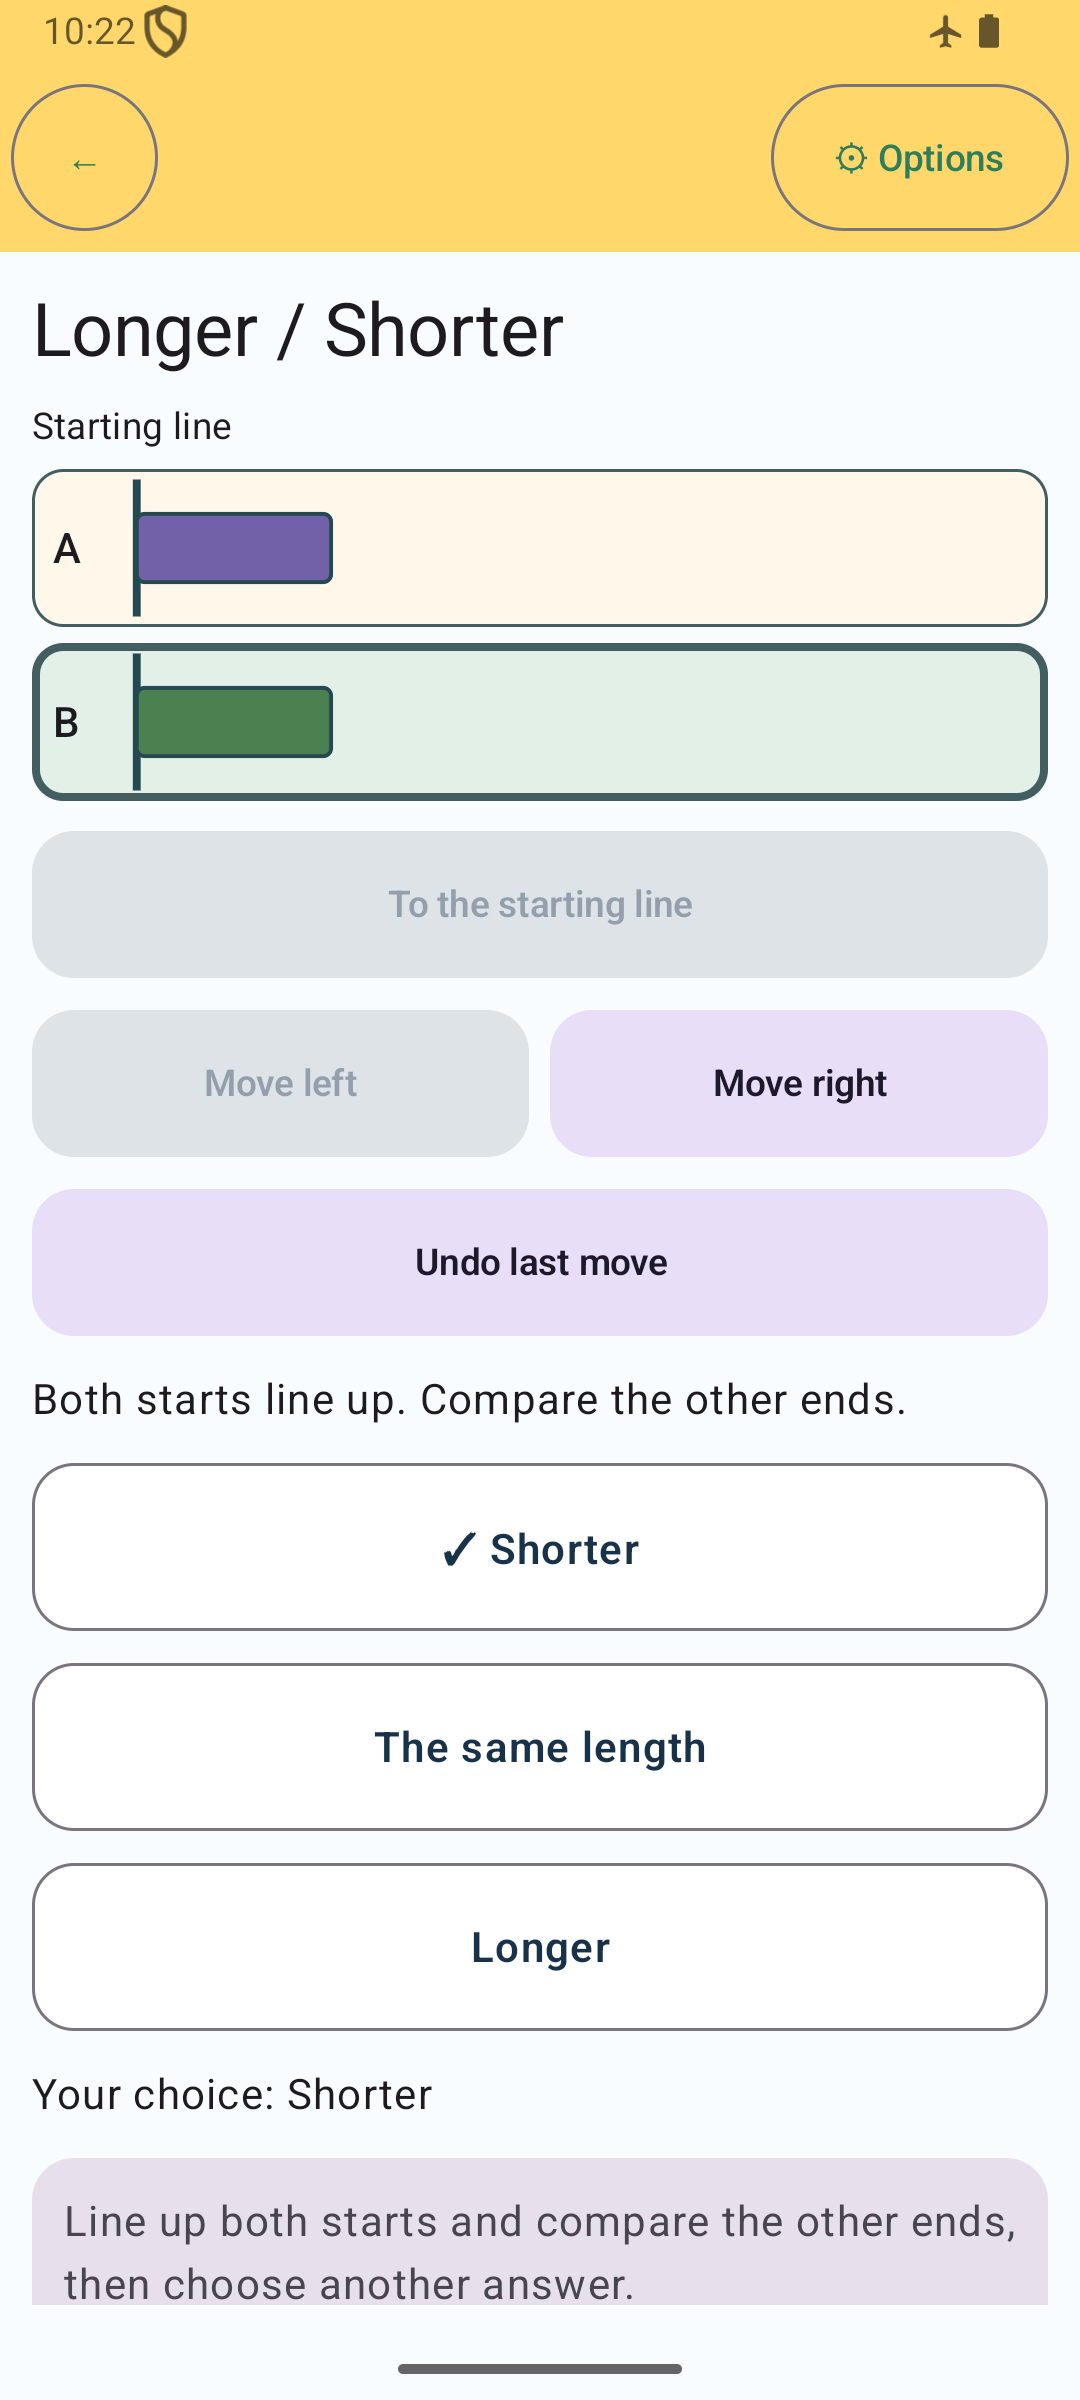 10:22
←
Options
Longer / Shorter
Starting line
A
B
To the starting line
Move left
Move right
Undo last move
Both starts line up. Compare the other ends.
✓ Shorter
The same length
Longer
Your choice: Shorter
Line up both starts and compare the other ends,
then choose another answer.